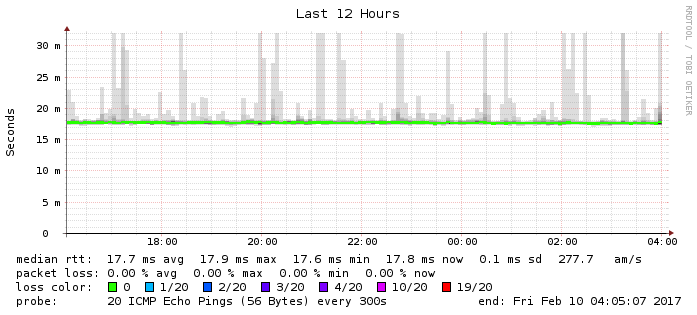 Last 12 Hours
RRDTOOL / TOBI OETIKER
Seconds
30 m
25 m
20 m
15 m
10 m
5 m
0
18:00 20:00 22:00 00:00 02:00 04:00
median rtt: 17.7 ms avg 17.9 ms max 17.6 ms min 17.8 ms now 0.1 ms sd 277.7 am/s
packet loss: 0.00 % avg 0.00 % max 0.00 % min 0.00 % now
loss color: 0 1/20 2/20 3/20 4/20 10/20 19/20
probe: 20 ICMP Echo Pings (56 Bytes) every 300s end: Fri Feb 10 04:05:07 2017